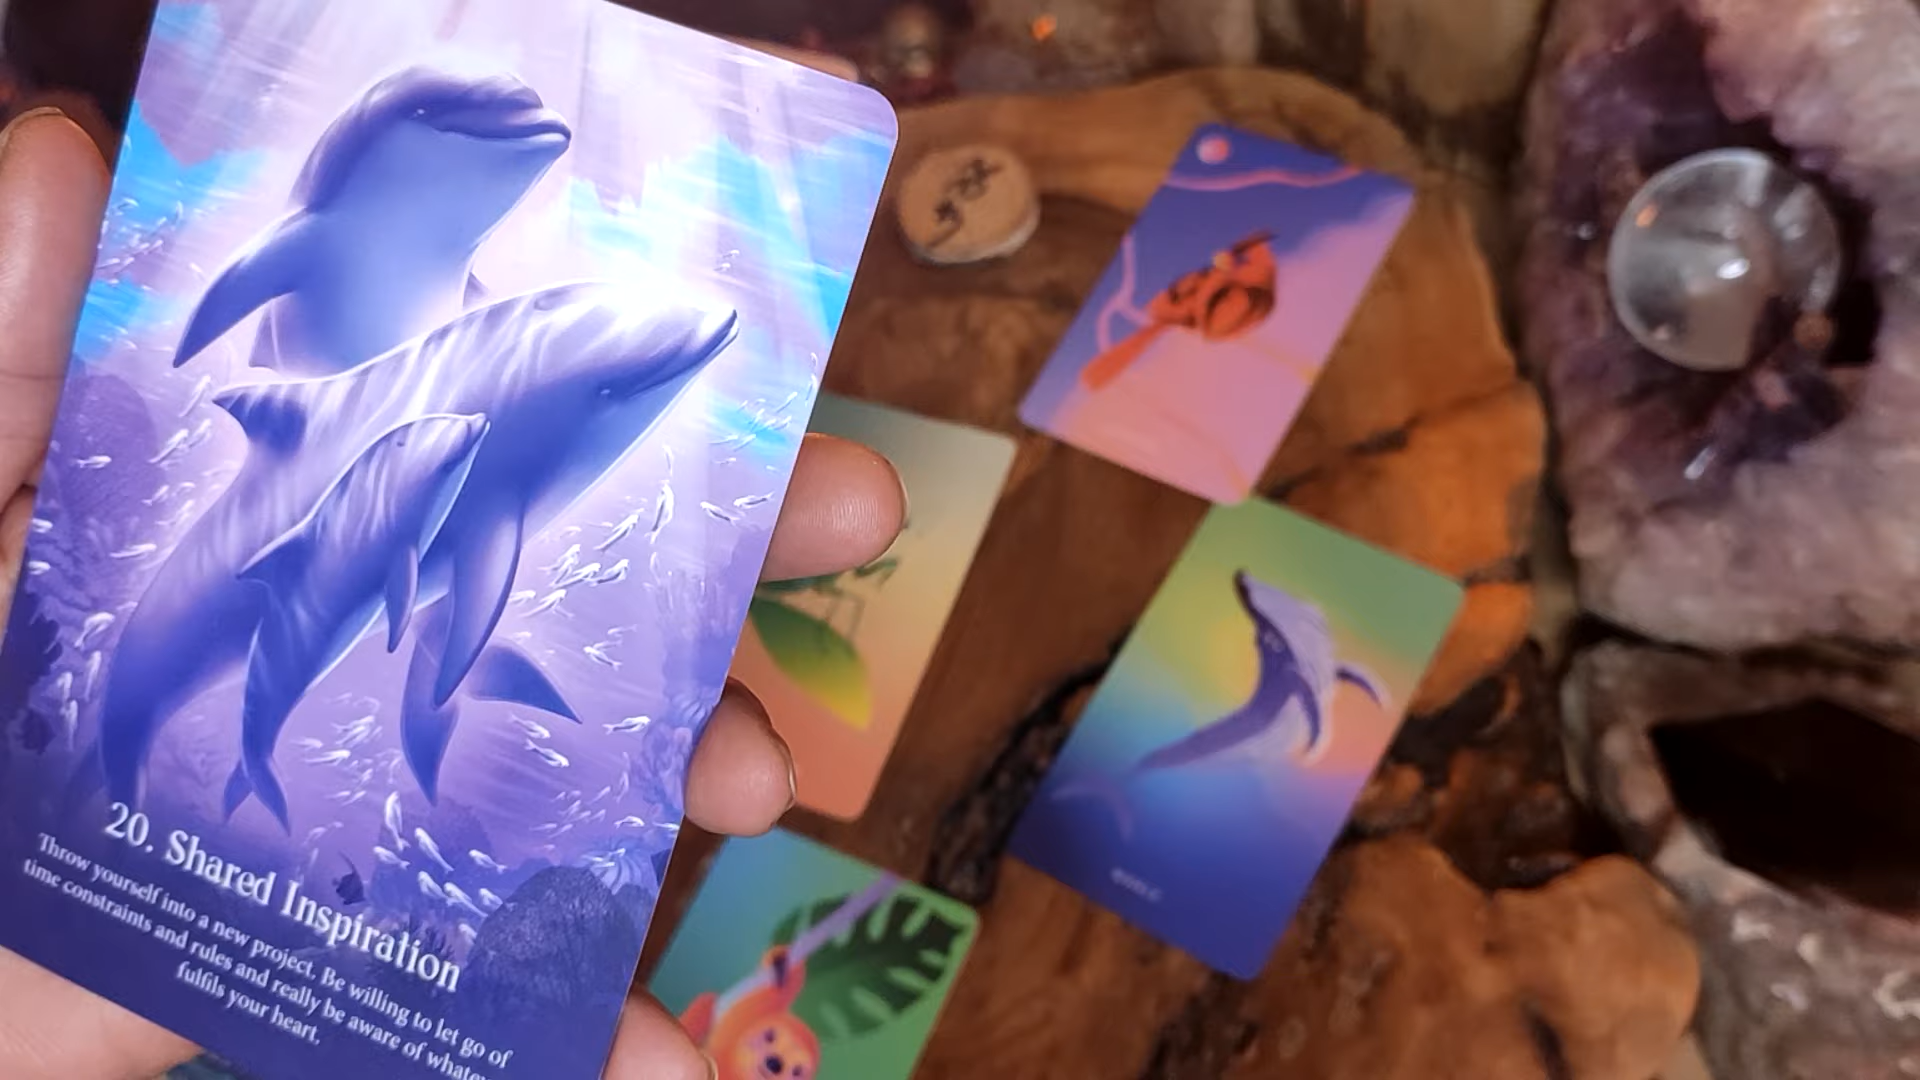 20. Shared Inspiration
Throw yourself into a new project. Be willing to let go of
time constraints and rules and really be aware of
fulfils your heart.